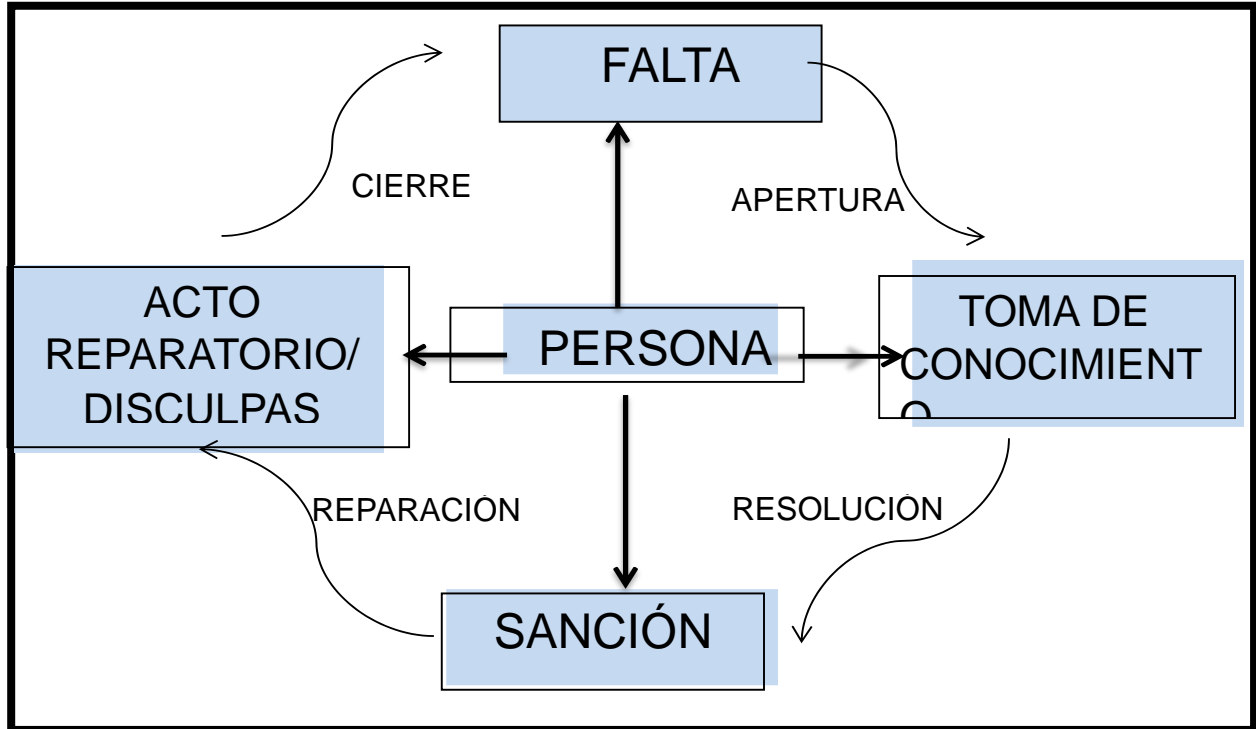 FALTA
CIERRE
APERTURA
ACTO
REPARATORIO/
DISCULPAS
PERSONA
TOMA DE
CONOCIMIENT
O
REPARACIÓN
RESOLUCIÓN
SANCIÓN